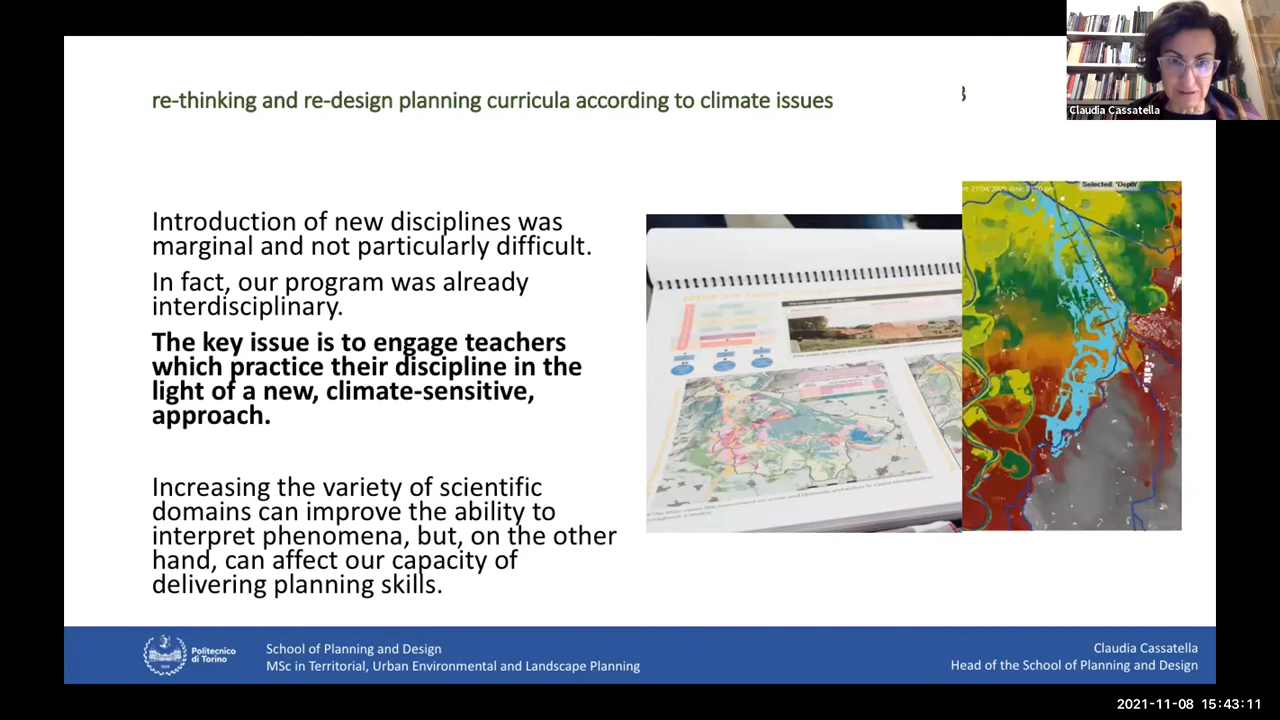 re-thinking and re-design planning curricula according to climate issues
Claudia Cassatella
Introduction of new disciplines was
marginal and not particularly difficult.
In fact, our program was already
interdisciplinary.
The key issue is to engage teachers
which practice their discipline in the
light of a new, climate-sensitive,
approach.
Increasing the variety of scientific
domains can improve the ability to
interpret phenomena, but, on the other
hand, can affect our capacity of
delivering planning skills.
Selected: 'Depth'
Politecnico
di Torino
School of Planning and Design
MSc in Territorial, Urban Environmental and Landscape Planning
Claudia Cassatella
Head of the School of Planning and Design
2021-11-08 15:43:11